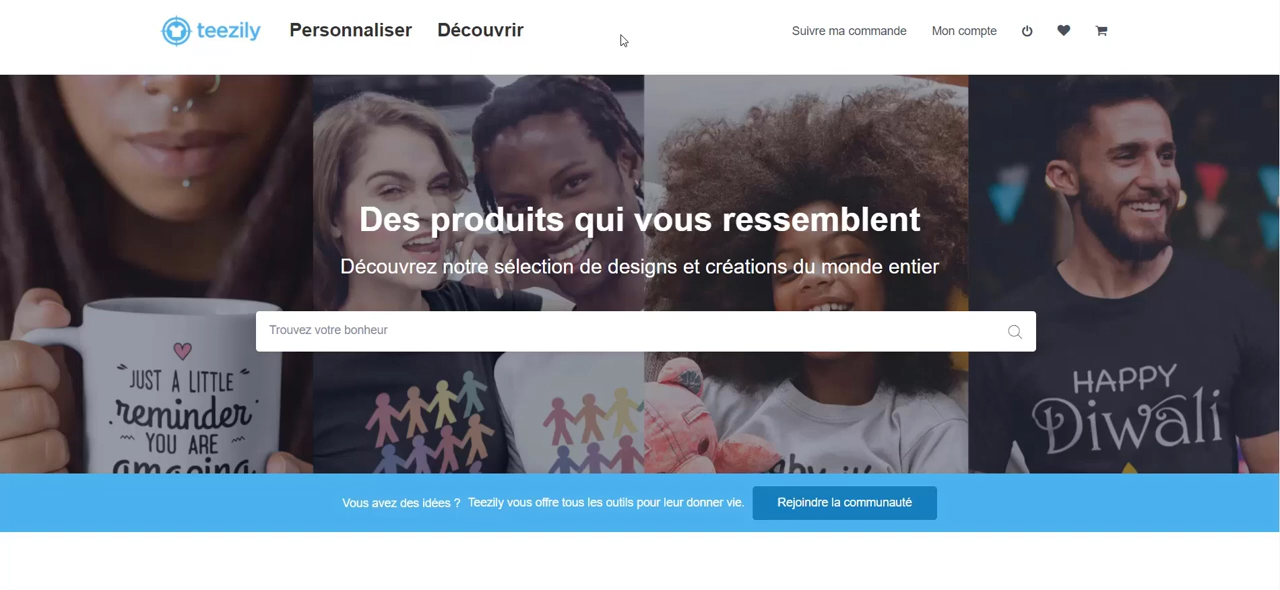 teezily Personnaliser Découvrir Suivre ma commande Mon compte
Des produits qui vous ressemblent
Découvrez notre sélection de designs et créations du monde entier
Trouvez votre bonheur
JUST A LITTLE
reminder
YOU ARE
amazing
HAPPY
Diwali
Vous avez des idées ? Teezily vous offre tous les outils pour leur donner vie. Rejoindre la communauté